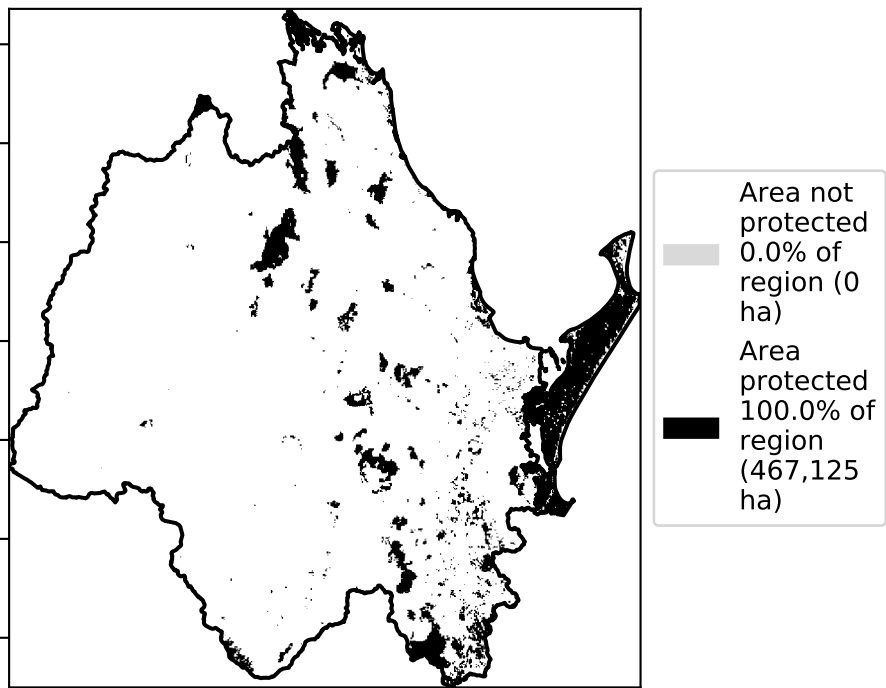 Area not
protected
0.0% of
region (0
ha)
Area
protected
100.0% of
region
(467,125
ha)